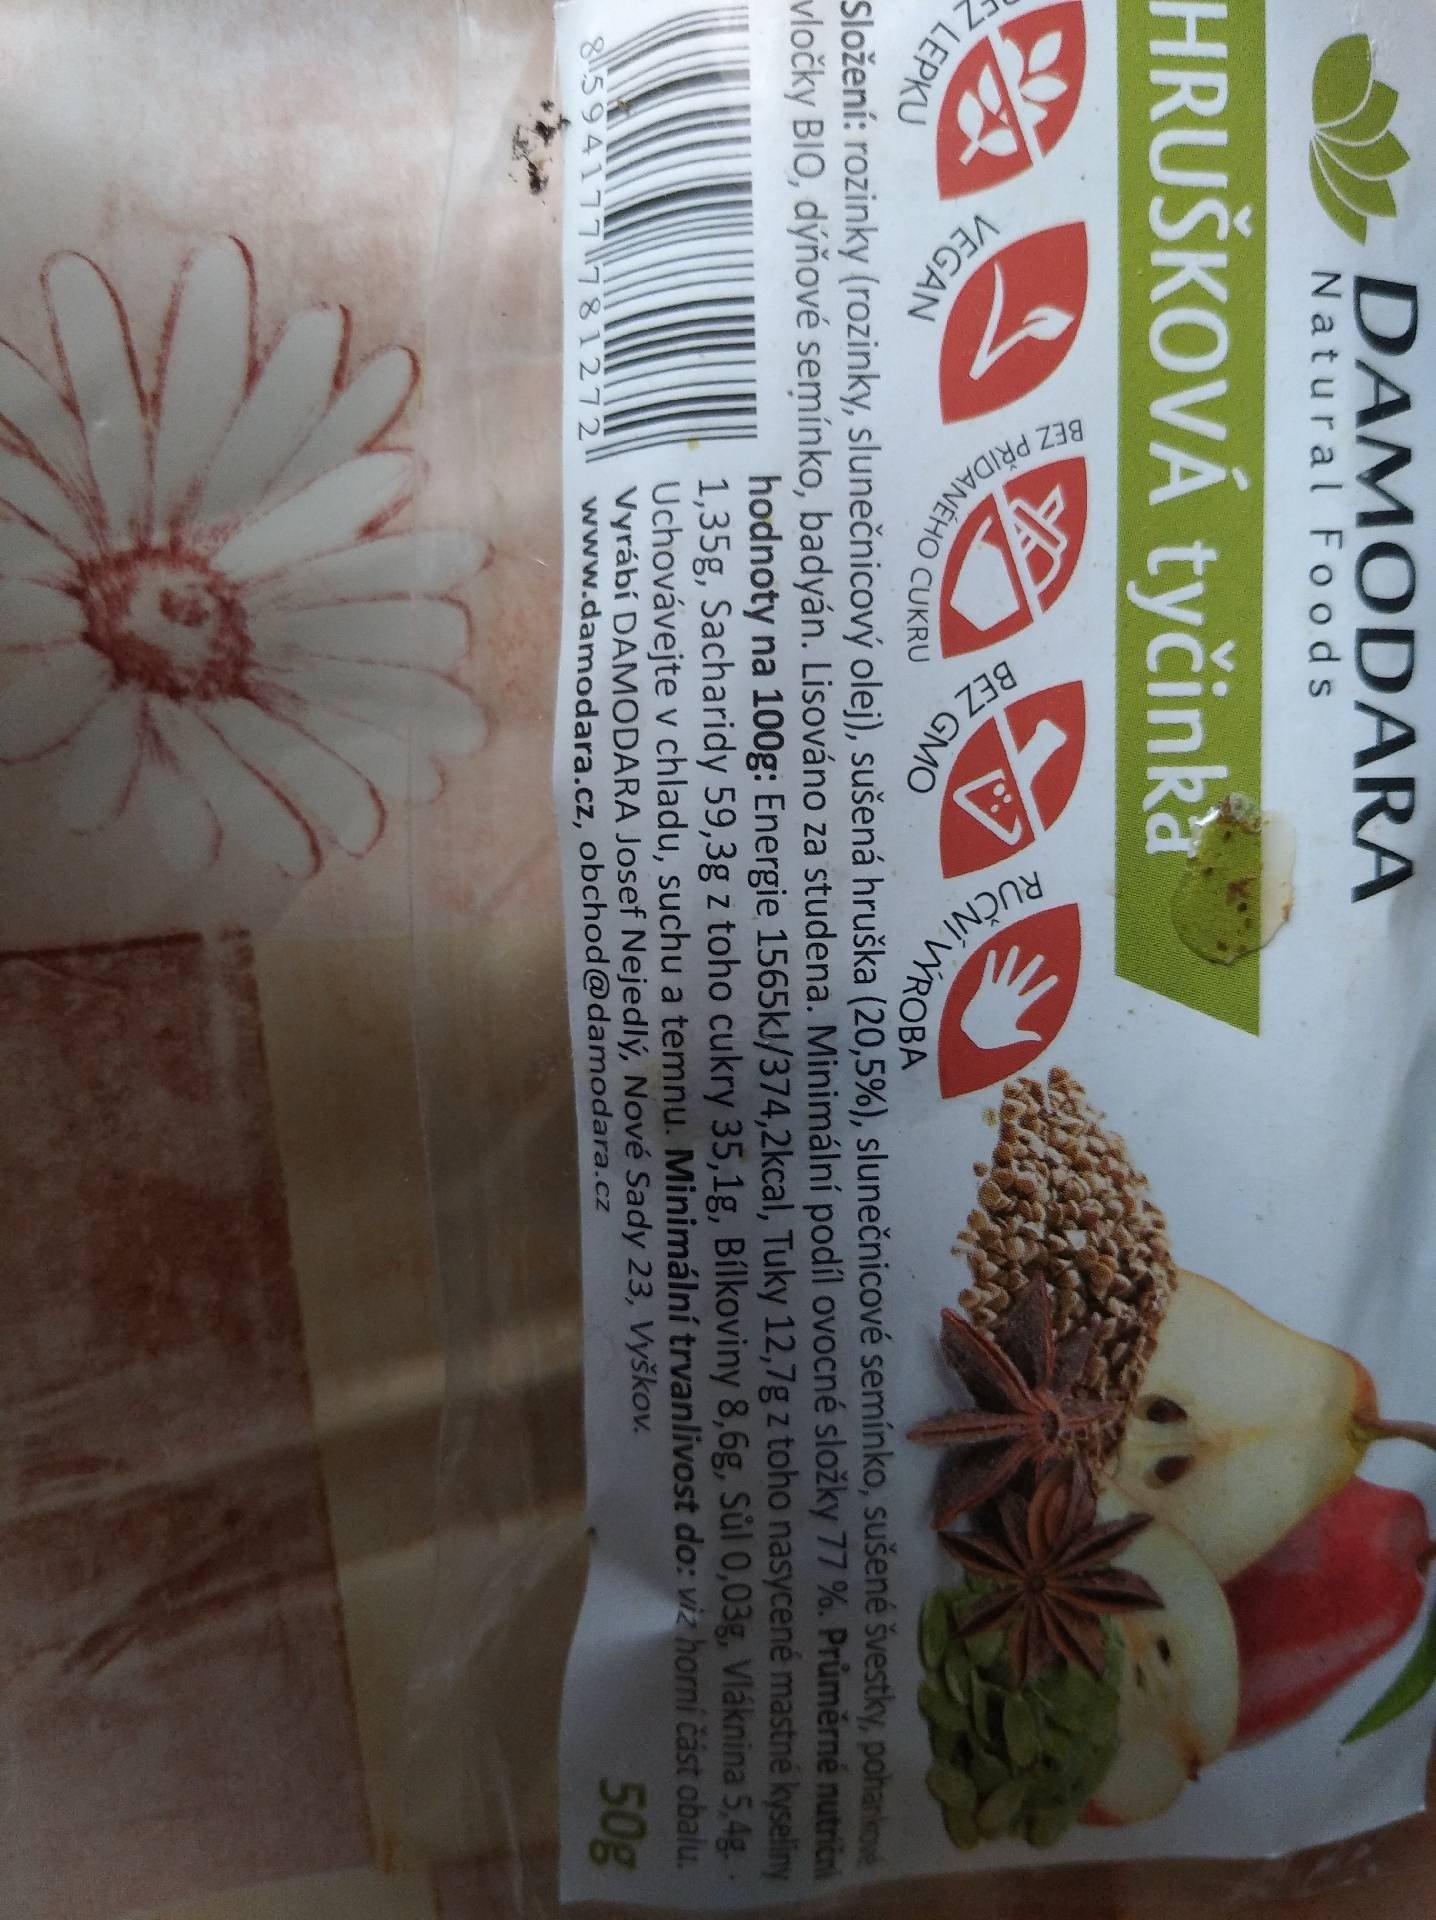 DAMODARA
Natural Foods
HRUŠKOVÁ tyčinka
BEZ LEPKU
VEGAN
BEZ PŘIDANÉHO CUKRU
BEZ GMO
RUČNÍ VÝROBA
Složení: rozinky (rozinky, slunečnicový olej), sušená hruška (20,5%), slunečnicové semínko, sušené švestky, pohankové
vločky BIO, dýňové semínko, badyán. Lisováno za studena. Minimální podíl ovocné složky 77 %. Průměrné nutriční
hodnoty na 100g: Energie 1565kJ/374,2kcal, Tuky 12,7g z toho nasycené mastné kyseliny
1,35g, Sacharidy 59,3g z toho cukry 35,1g, Bílkoviny 8,6g, Sůl 0,03g, Vláknina 5,4g.
Uchovávejte v chladu, suchu a temnu. Minimální trvanlivost do: viz horní část obalu.
Vyrábí DAMODARA Josef Nejedlý, Nové Sady 23, Vyškov.
www.damodara.cz, obchod@damodara.cz
50g
8 594177 781272